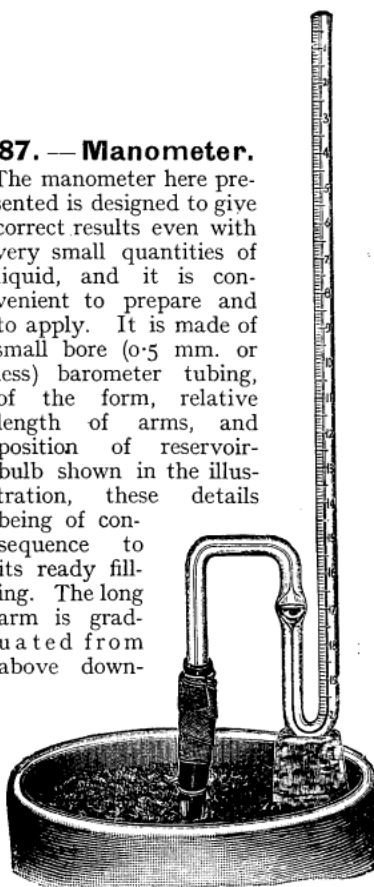 87. — Manometer.
The manometer here pre-
sented is designed to give
correct results even with
very small quantities of
liquid, and it is con-
venient to prepare and
to apply. It is made of
small bore (0·5 mm. or
less) barometer tubing,
of the form, relative
length of arms, and
position of reservoir-
bulb shown in the illus-
tration, these details
being of con-
sequence to
its ready fill-
ing. The long
arm is grad-
uated from
above down-